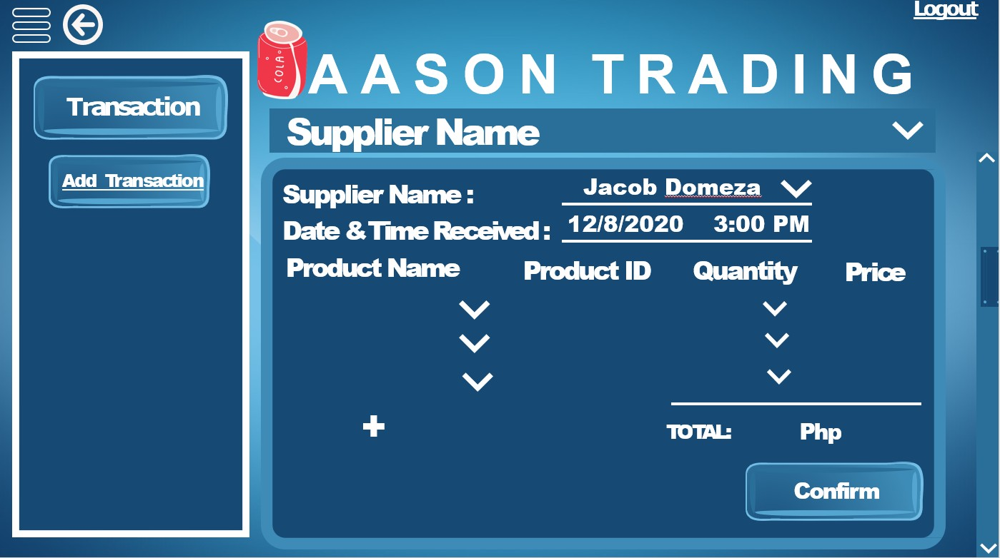 Logout
COLA
AASON TRADING
Transaction
Add Transaction
Supplier Name
Supplier Name : Jacob Domeza
Date & Time Received : 12/8/2020 3:00 PM
Product Name Product ID Quantity Price
+
TOTAL: Php
Confirm